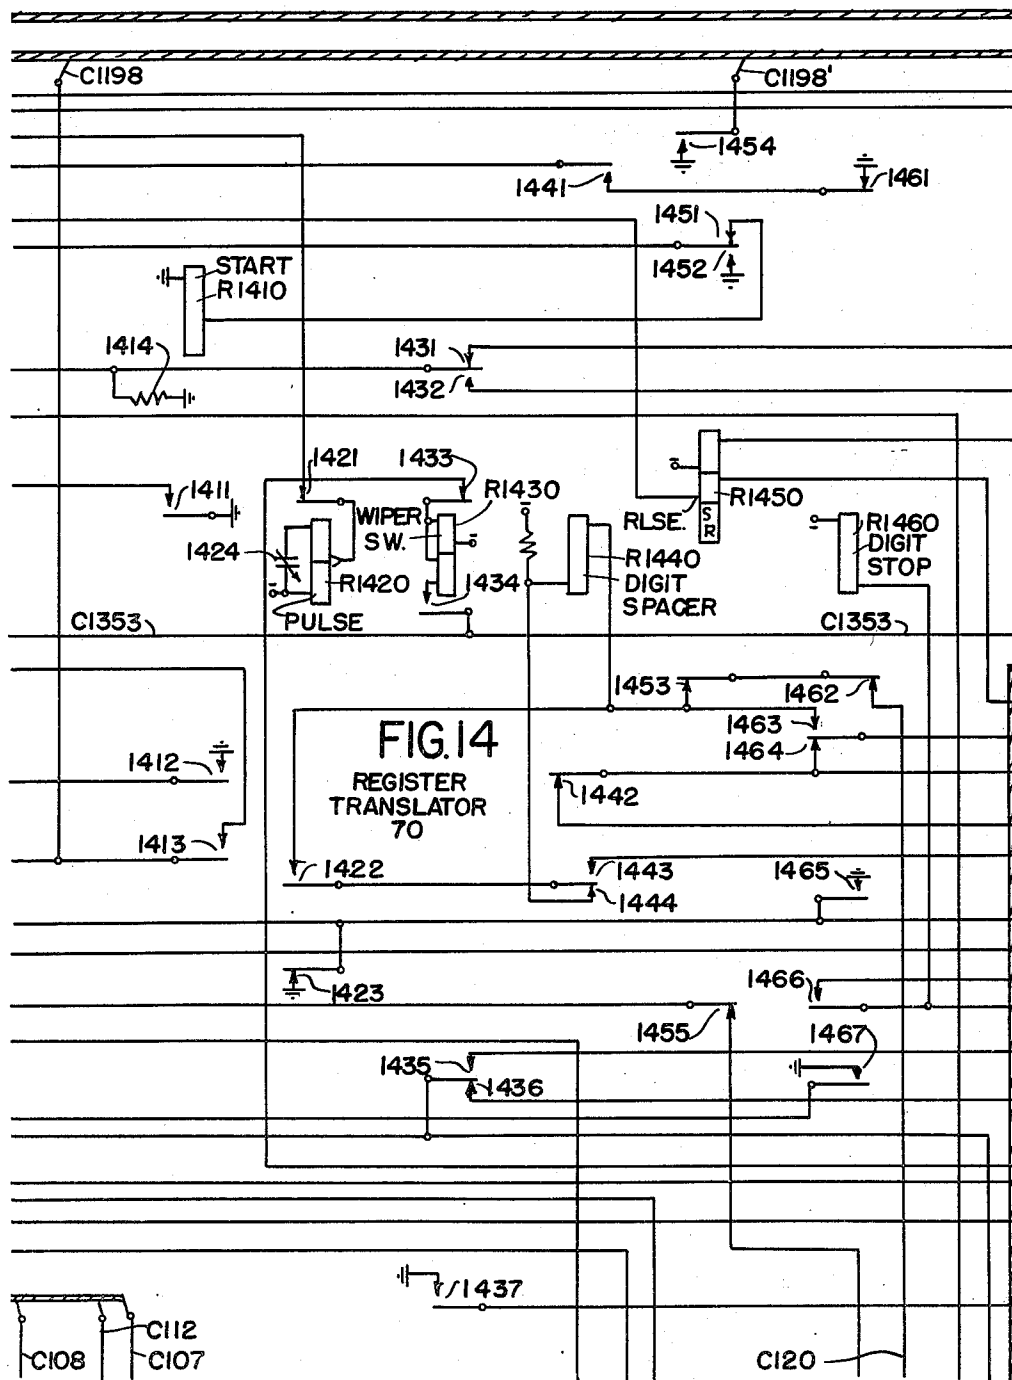 C1198
C1198'
1454
1441
1461
1451
1452
START
R1410
1414
1431
1432
1421
1433
1411
R1430
WIPER
SW.
R1450
RLSE.
S
R
R1460
DIGIT
STOP
1424
R1420
1434
R1440
DIGIT
SPACER
PULSE
C1353
C1353
1453
1462
FIG. 14
1463
1464
REGISTER
TRANSLATOR
70
1412
1442
1413
1422
1443
1444
1465
1423
1466
1455
1467
1435
1436
1437
C112
C108
C107
C120